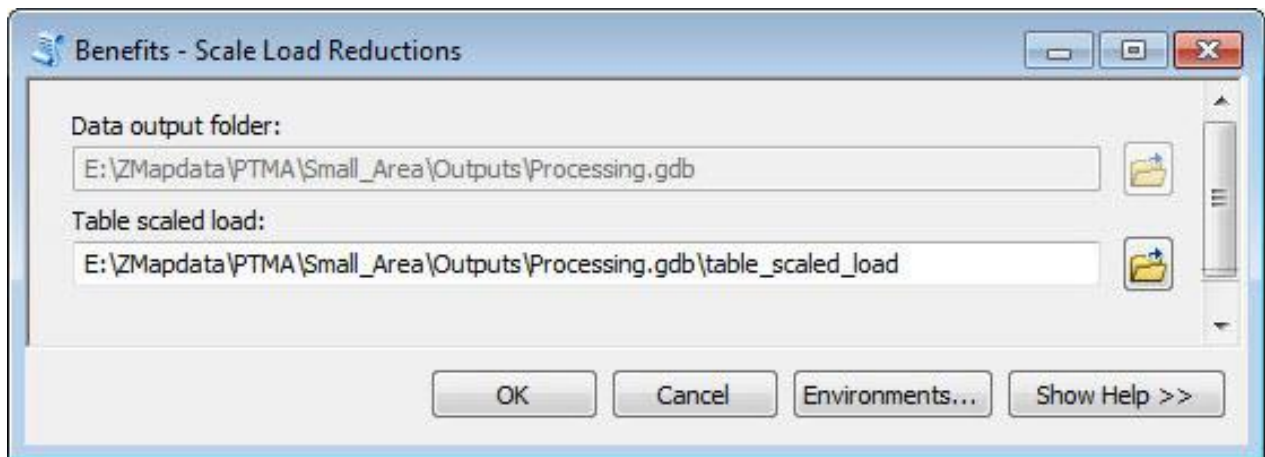 Benefits - Scale Load Reductions
Data output folder:
E:\ZMapdata\PTMA\Small_Area\Outputs\Processing.gdb
Table scaled load:
E:\ZMapdata\PTMA\Small_Area\Outputs\Processing.gdb\table_scaled_load
OK Cancel Environments... Show Help >>